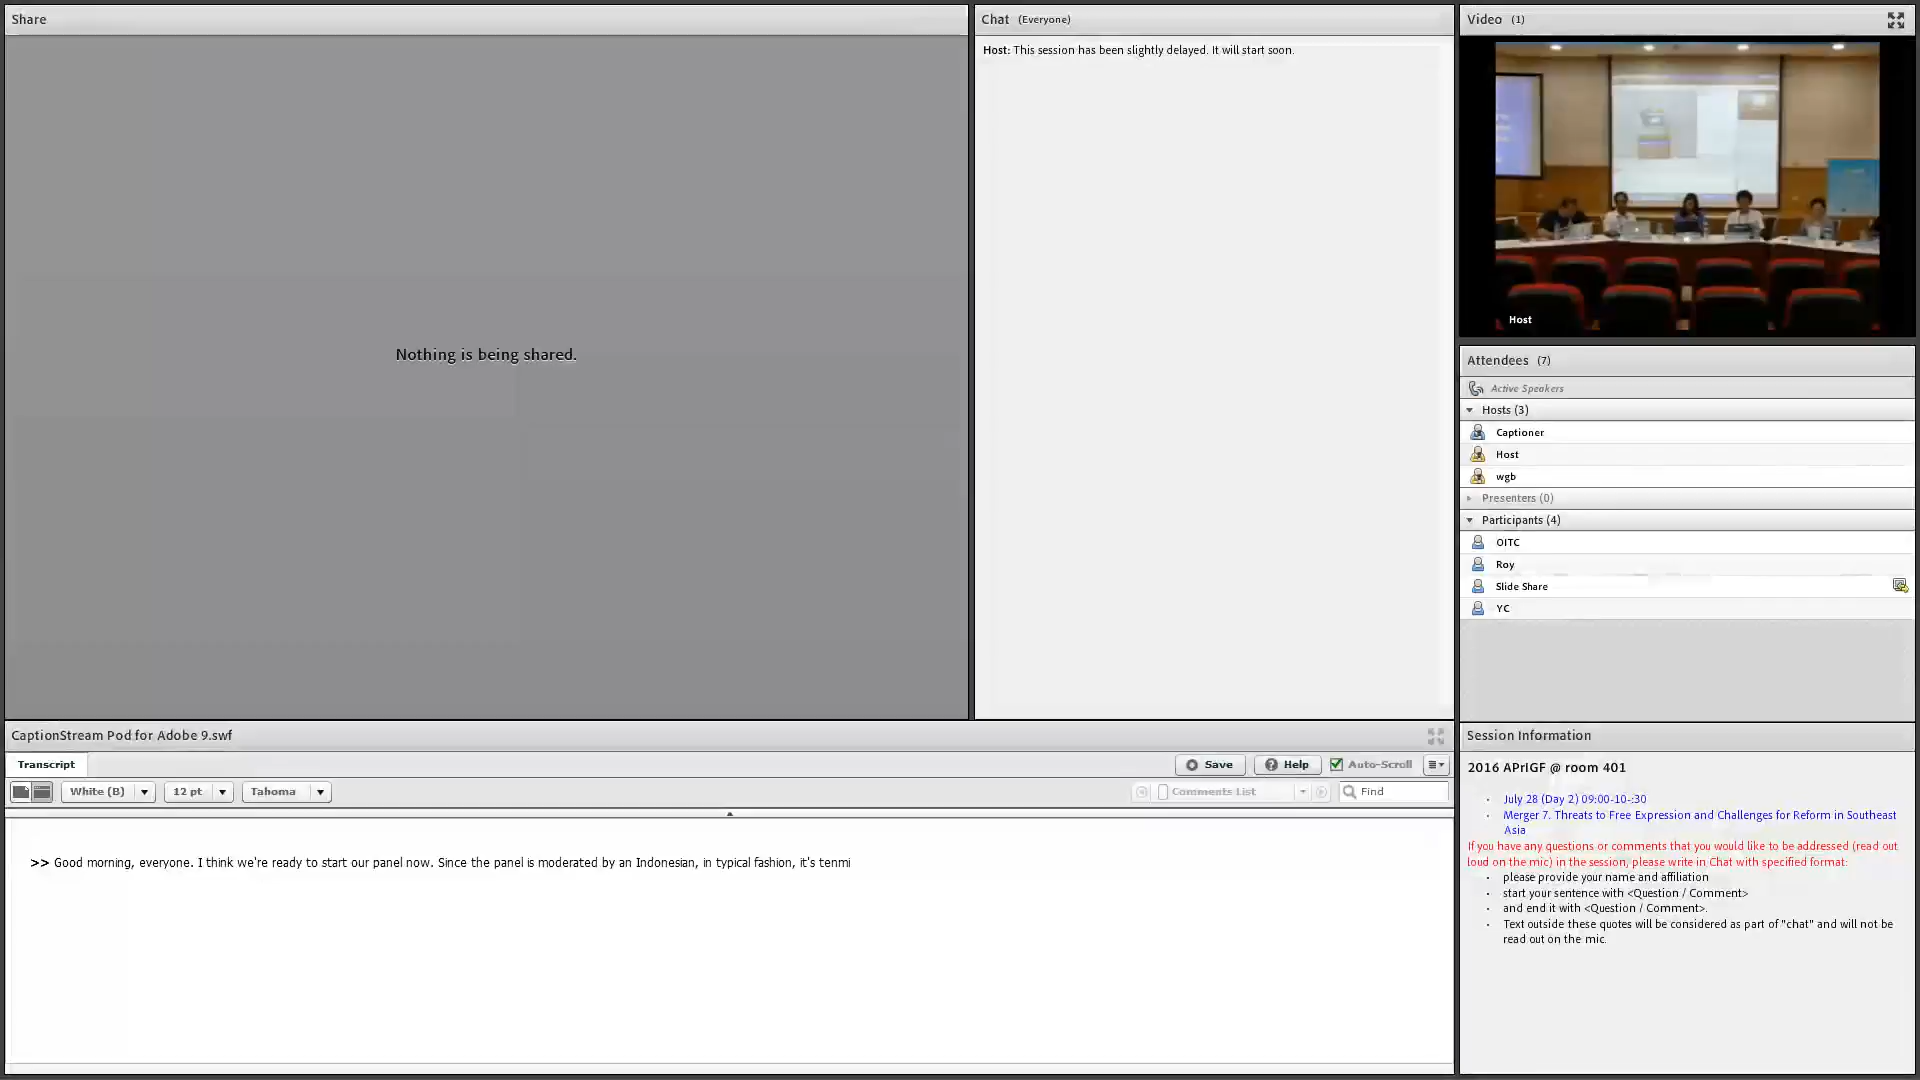 Share
Nothing is being shared.
Chat (Everyone)
Host: This session has been slightly delayed. It will start soon.
Video (1)
Host
Attendees (7)
Active Speakers
Hosts (3)
Captioner
Host
wgb
Presenters (0)
Participants (4)
OITC
Roy
Slide Share
YC
CaptionStream Pod for Adobe 9.swf
Transcript
Save
Help
Auto-Scroll
White (B)
12 pt
Tahoma
Comments List
Find
>> Good morning, everyone. I think we're ready to start our panel now. Since the panel is moderated by an Indonesian, in typical fashion, it's tenmi
Session Information
2016 APrIGF @ room 401
July 28 (Day 2) 09:00-10-:30
Merger 7. Threats to Free Expression and Challenges for Reform in Southeast
Asia
If you have any questions or comments that you would like to be addressed (read out
loud on the mic) in the session, please write in Chat with specified format:
please provide your name and affiliation
start your sentence with <Question / Comment>
and end it with <Question / Comment>.
Text outside these quotes will be considered as part of "chat" and will not be
read out on the mic.